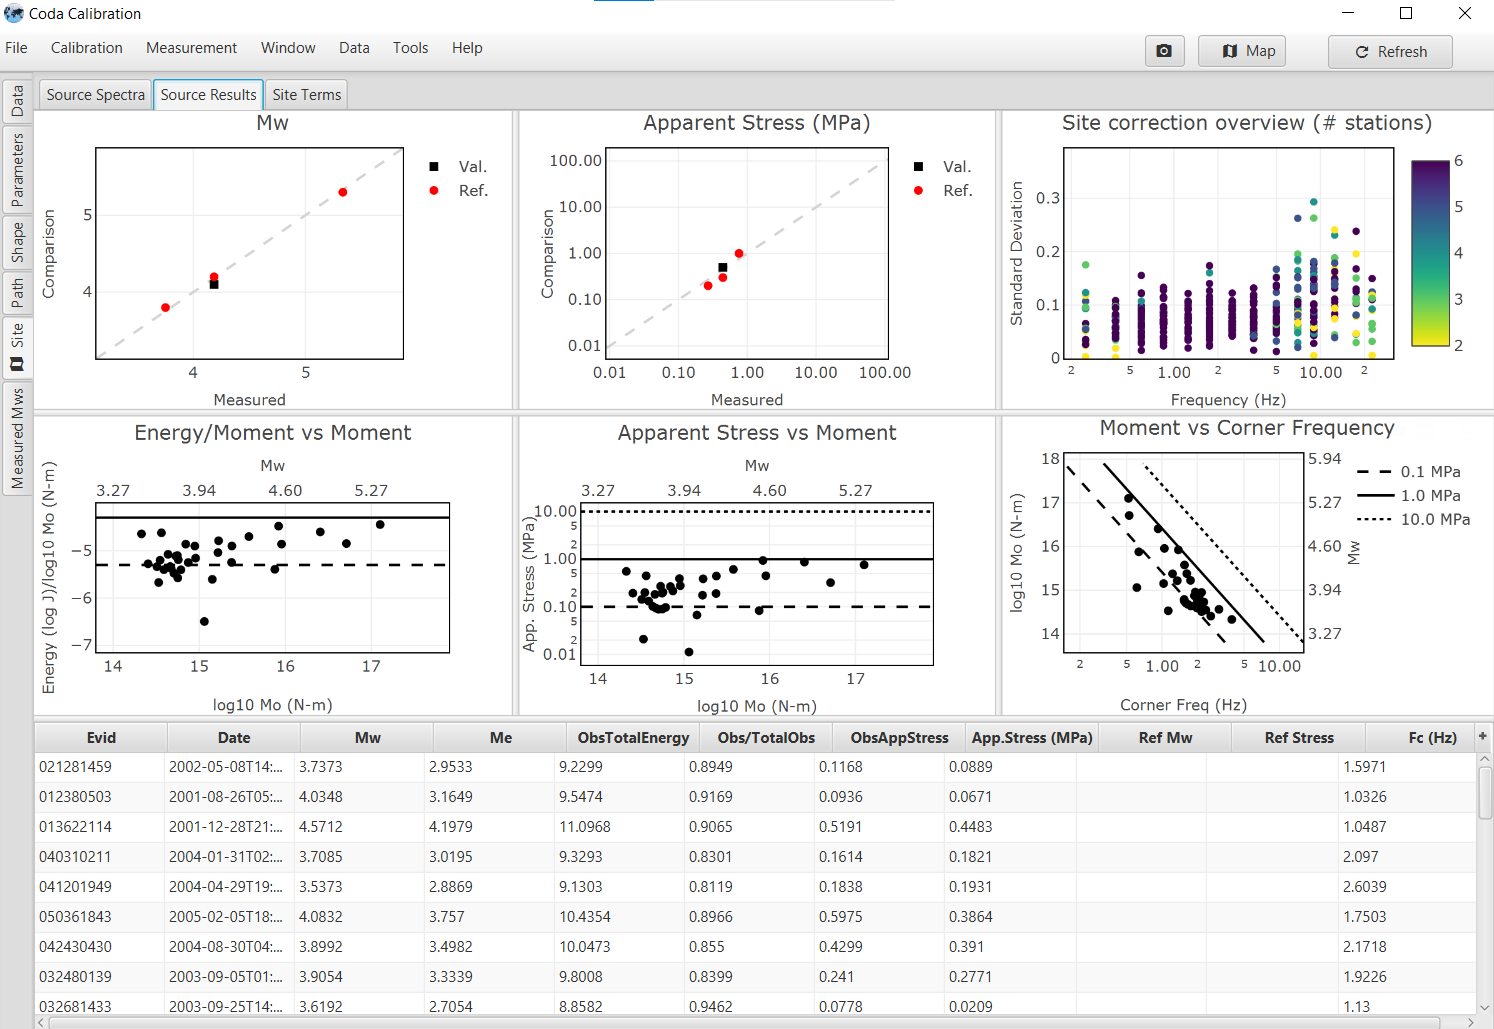 Coda Calibration
File Calibration Measurement Window Data Tools Help Map Refresh
Data
Parameters
Shape
Path
Site
Measured Mws
Source Spectra Source Results Site Terms
Mw
Comparison
5
4
4 5
Measured
Val.
Ref.
Apparent Stress (MPa)
Comparison
100.00
10.00
1.00
0.10
0.01
0.01 0.10 1.00 10.00 100.00
Measured
Val.
Ref.
Site correction overview (# stations)
Standard Deviation
0.3
0.2
0.1
0
2 5 1.00 2 5 10.00 2
Frequency (Hz)
6
5
4
3
2
Energy/Moment vs Moment
Mw
3.27 3.94 4.60 5.27
Energy (log J)/log10 Mo (N-m)
−5
−6
−7
14 15 16 17
log10 Mo (N-m)
Apparent Stress vs Moment
Mw
3.27 3.94 4.60 5.27
App. Stress (MPa)
10.00
5
2
1.00
5
2
0.10
5
2
0.01
14 15 16 17
log10 Mo (N-m)
Moment vs Corner Frequency
log10 Mo (N-m)
18
17
16
15
14
2 5 1.00 2 5 10.00
Corner Freq (Hz)
5.94
5.27
4.60
3.94
3.27
Mw
0.1 MPa
1.0 MPa
10.0 MPa
Evid Date Mw Me ObsTotalEnergy Obs/TotalObs ObsAppStress App.Stress (MPa) Ref Mw Ref Stress Fc (Hz) +
021281459 2002-05-08T14:... 3.7373 2.9533 9.2299 0.8949 0.1168 0.0889 1.5971
012380503 2001-08-26T05:... 4.0348 3.1649 9.5474 0.9169 0.0936 0.0671 1.0326
013622114 2001-12-28T21:... 4.5712 4.1979 11.0968 0.9065 0.5191 0.4483 1.0487
040310211 2004-01-31T02:... 3.7085 3.0195 9.3293 0.8301 0.1614 0.1821 2.097
041201949 2004-04-29T19:... 3.5373 2.8869 9.1303 0.8119 0.1838 0.1931 2.6039
050361843 2005-02-05T18:... 4.0832 3.757 10.4354 0.8966 0.5975 0.3864 1.7503
042430430 2004-08-30T04:... 3.8992 3.4982 10.0473 0.855 0.4299 0.391 2.1718
032480139 2003-09-05T01:... 3.9054 3.3339 9.8008 0.8399 0.241 0.2771 1.9226
032681433 2003-09-25T14:... 3.6192 2.7054 8.8582 0.9462 0.0778 0.0209 1.13